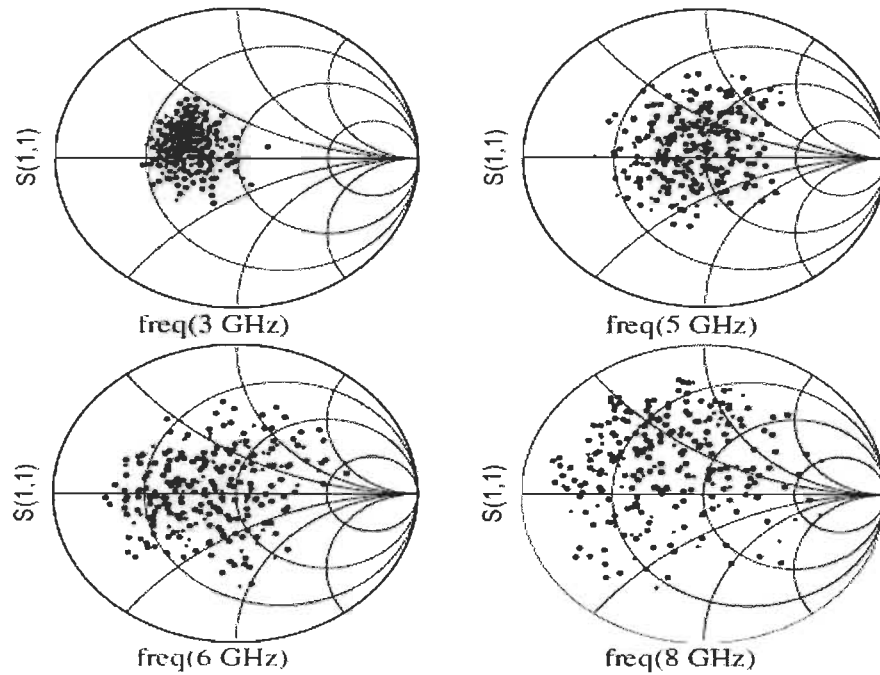 S(1,1)
freq(3 GHz)
S(1,1)
freq(5 GHz)
S(1,1)
freq(6 GHz)
S(1,1)
freq(8 GHz)